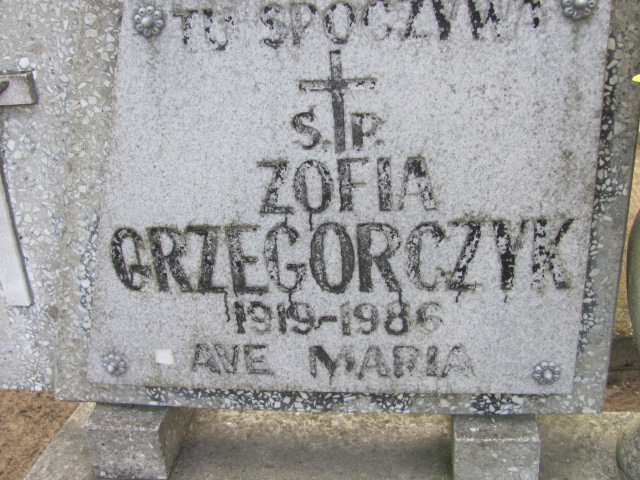 TU SPOCZYWA
Ś.P.
ZOFIA
GRZEGORCZYK
1919-1986
AVE MARIA